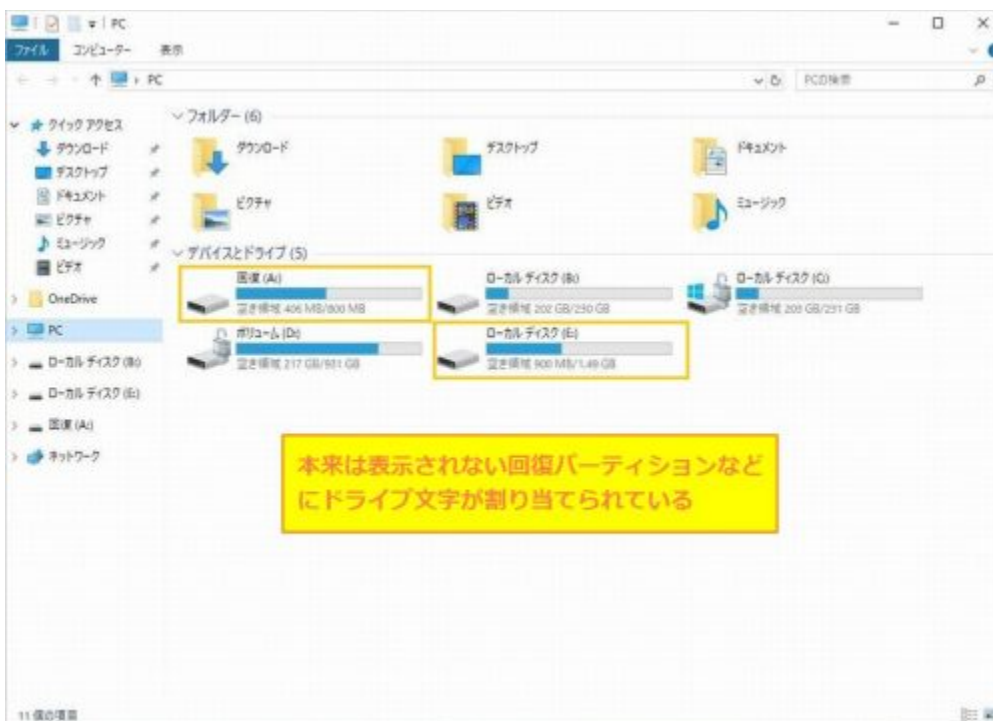 PC
ファイル
コンピューター
表示
PC
PCの検索
クイック アクセス
ダウンロード
デスクトップ
ドキュメント
ピクチャ
ミュージック
ビデオ
OneDrive
PC
ローカル ディスク (B:)
ローカル ディスク (E:)
回復 (A:)
ネットワーク
フォルダー (6)
ダウンロード
デスクトップ
ドキュメント
ピクチャ
ビデオ
ミュージック
デバイスとドライブ (5)
回復 (A:)
空き領域 406 MB/800 MB
ローカル ディスク (B:)
空き領域 202 GB/230 GB
ローカル ディスク (C:)
空き領域 203 GB/231 GB
ボリューム (D:)
空き領域 217 GB/931 GB
ローカル ディスク (E:)
空き領域 900 MB/1.49 GB
本来は表示されない回復パーティションなど
にドライブ文字が割り当てられている
11 個の項目